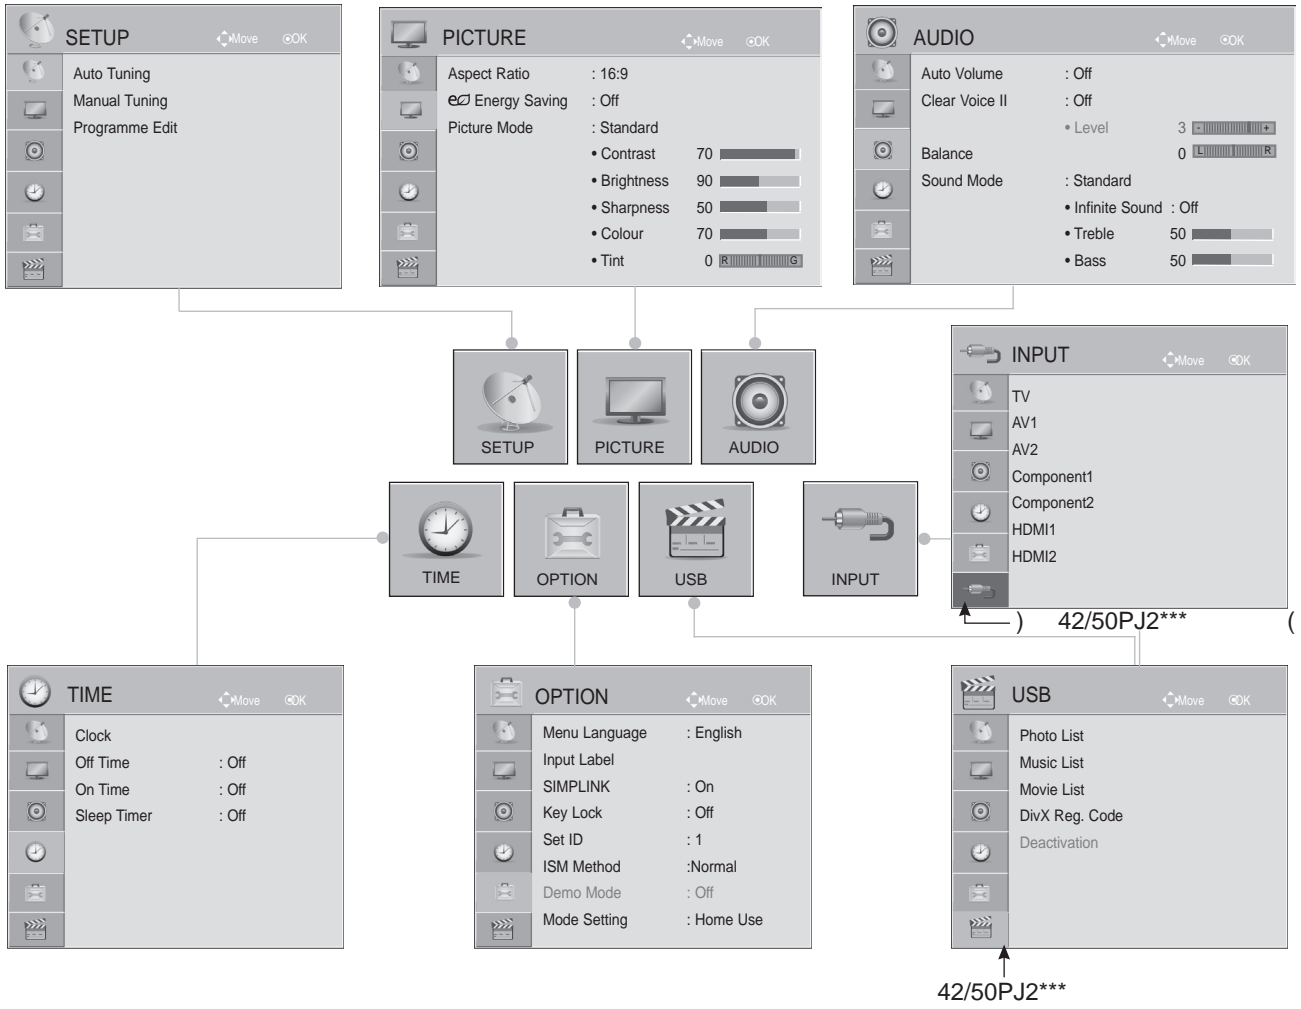 SETUP Move OK
Auto Tuning
Manual Tuning
Programme Edit
PICTURE Move OK
Aspect Ratio : 16:9
e Energy Saving : Off
Picture Mode : Standard
• Contrast 70
• Brightness 90
• Sharpness 50
• Colour 70
• Tint 0 R G
AUDIO Move OK
Auto Volume : Off
Clear Voice II : Off
• Level 3 - +
Balance 0 L R
Sound Mode : Standard
• Infinite Sound : Off
• Treble 50
• Bass 50
SETUP
PICTURE
AUDIO
TIME
OPTION
USB
INPUT
INPUT Move OK
TV
AV1
AV2
Component1
Component2
HDMI1
HDMI2
) 42/50PJ2*** (
TIME Move OK
Clock
Off Time : Off
On Time : Off
Sleep Timer : Off
OPTION Move OK
Menu Language : English
Input Label
SIMPLINK : On
Key Lock : Off
Set ID : 1
ISM Method :Normal
Demo Mode : Off
Mode Setting : Home Use
USB Move OK
Photo List
Music List
Movie List
DivX Reg. Code
Deactivation
42/50PJ2***